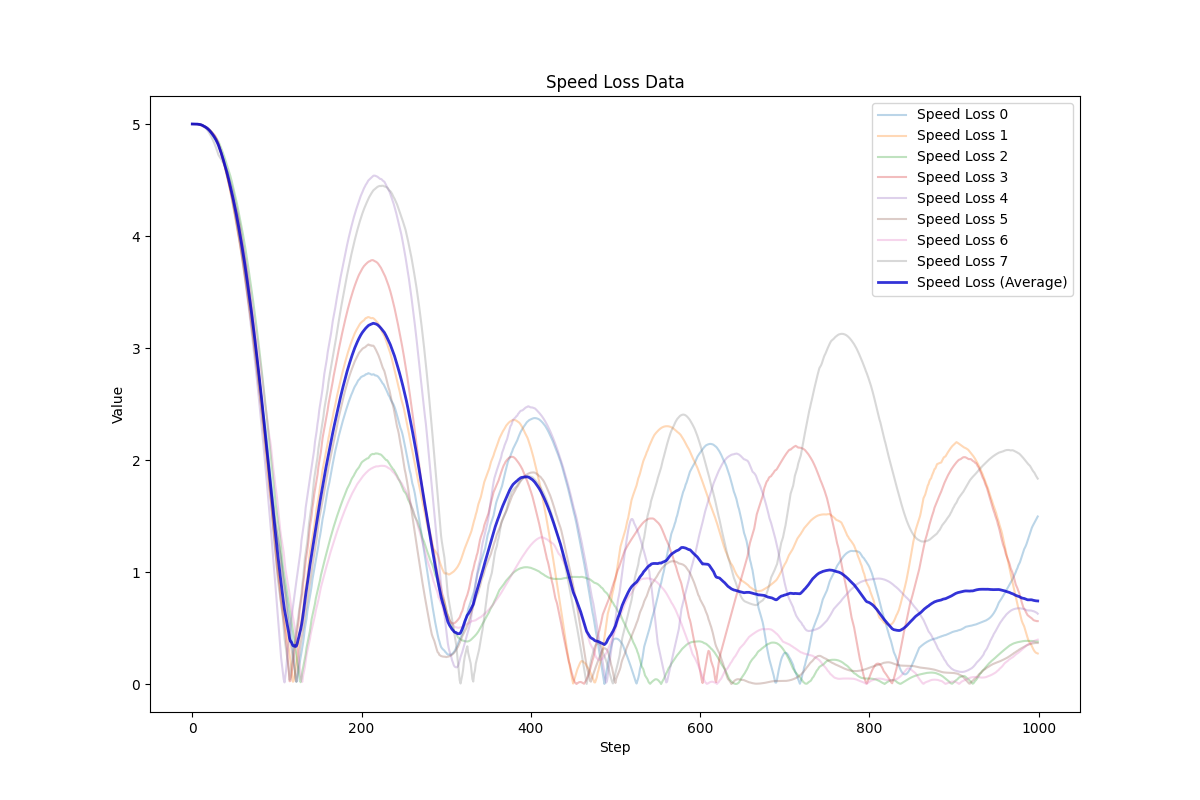 Speed Loss Data
Speed Loss 0
Speed Loss 1
Speed Loss 2
Speed Loss 3
Speed Loss 4
Speed Loss 5
Speed Loss 6
Speed Loss 7
Speed Loss (Average)
Value
5
4
3
2
1
0
0
200
400
600
800
1000
Step